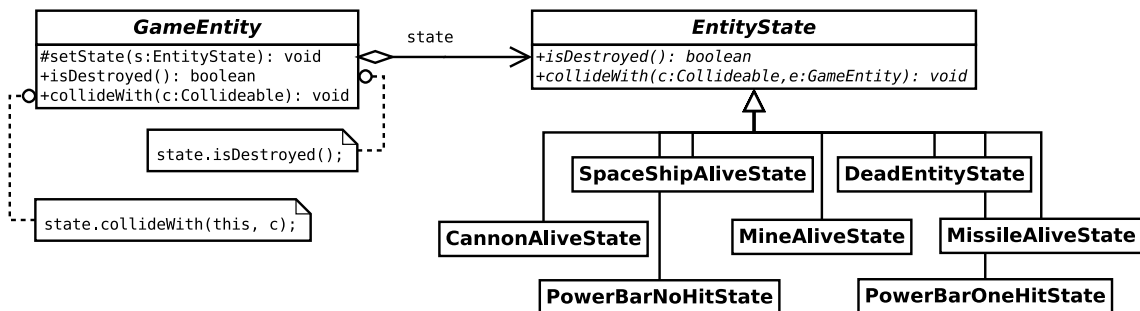 GameEntity
#setState(s:EntityState): void
+isDestroyed(): boolean
+collideWith(c:Collideable): void
state
EntityState
+isDestroyed(): boolean
+collideWith(c:Collideable,e:GameEntity): void
state.isDestroyed();
state.collideWith(this, c);
SpaceShipAliveState
DeadEntityState
CannonAliveState
MineAliveState
MissileAliveState
PowerBarNoHitState
PowerBarOneHitState